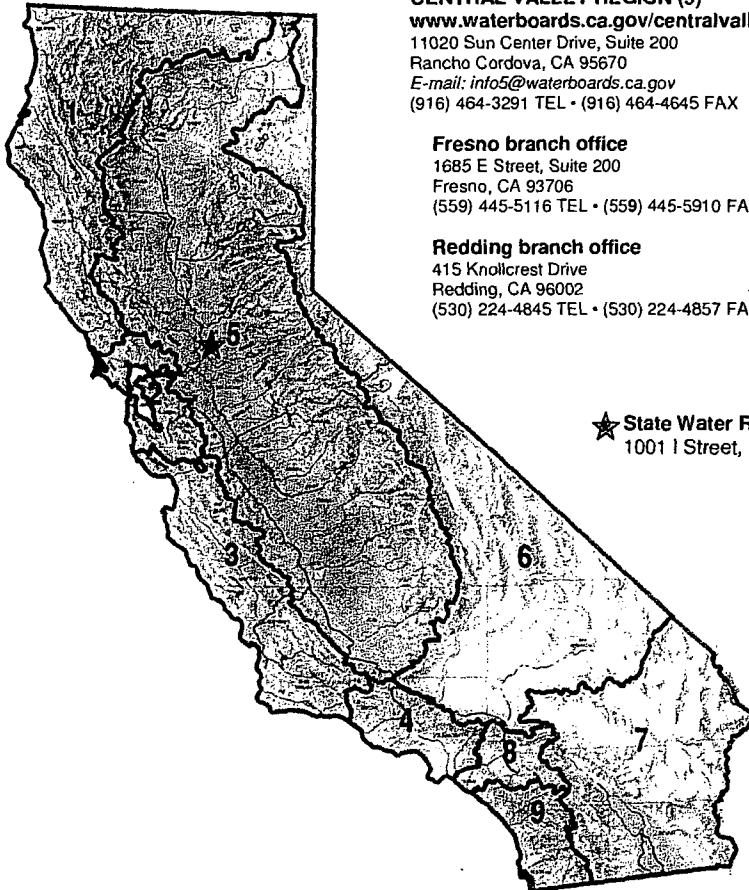 CENTRAL VALLEY REGION (5)
www.waterboards.ca.gov/centralvall
11020 Sun Center Drive, Suite 200
Rancho Cordova, CA 95670
E-mail: info5@waterboards.ca.gov
(916) 464-3291 TEL • (916) 464-4645 FAX
Fresno branch office
1685 E Street, Suite 200
Fresno, CA 93706
(559) 445-5116 TEL • (559) 445-5910 FA
Redding branch office
415 Knollcrest Drive
Redding, CA 96002
(530) 224-4845 TEL • (530) 224-4857 FA
5
State Water R
1001 I Street,
3
6
4
7
8
9